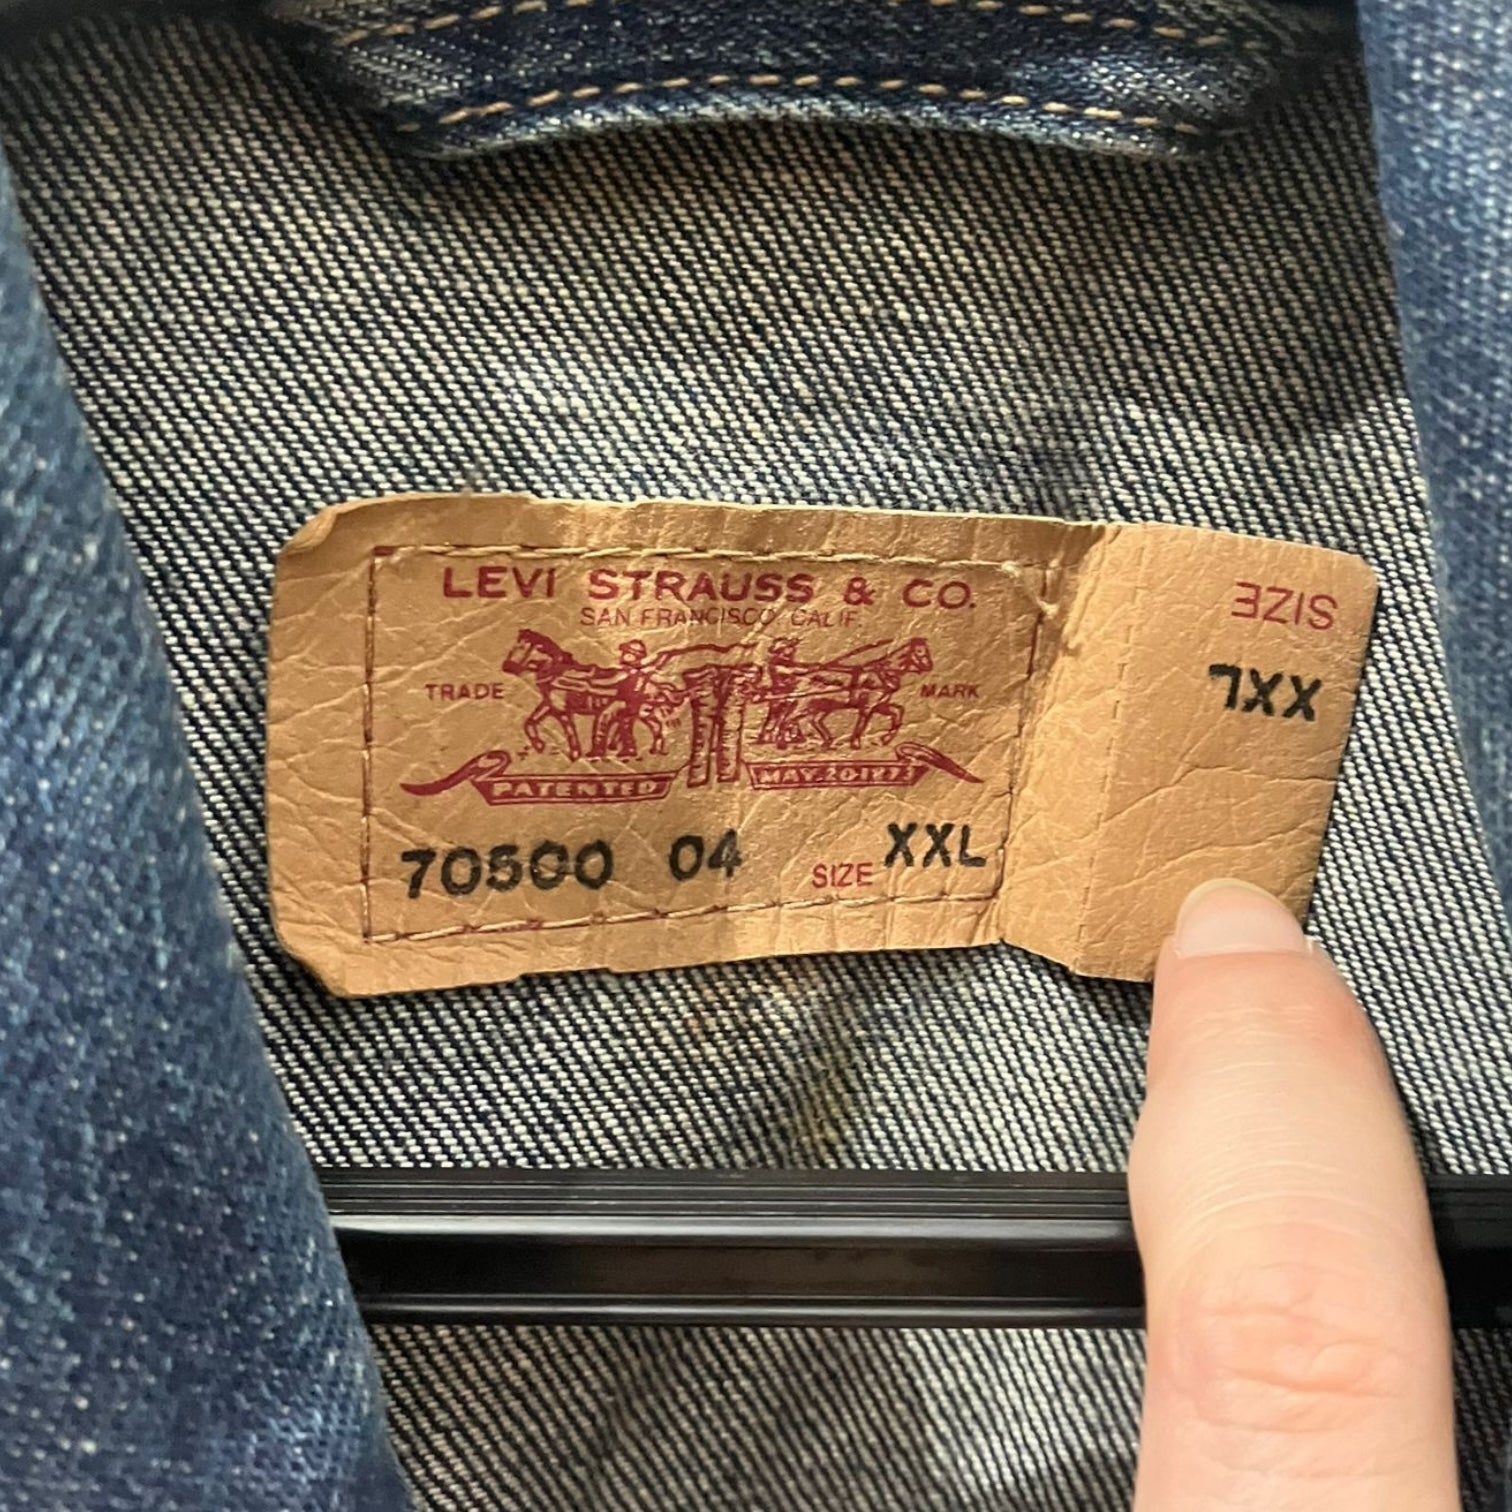 LEVI STRAUSS & CO.
SAN FRANCISCO, CALIF.
TRADE MARK
PATENTED MAY 20 1873
70500 04 SIZE XXL
SIZE
XXL